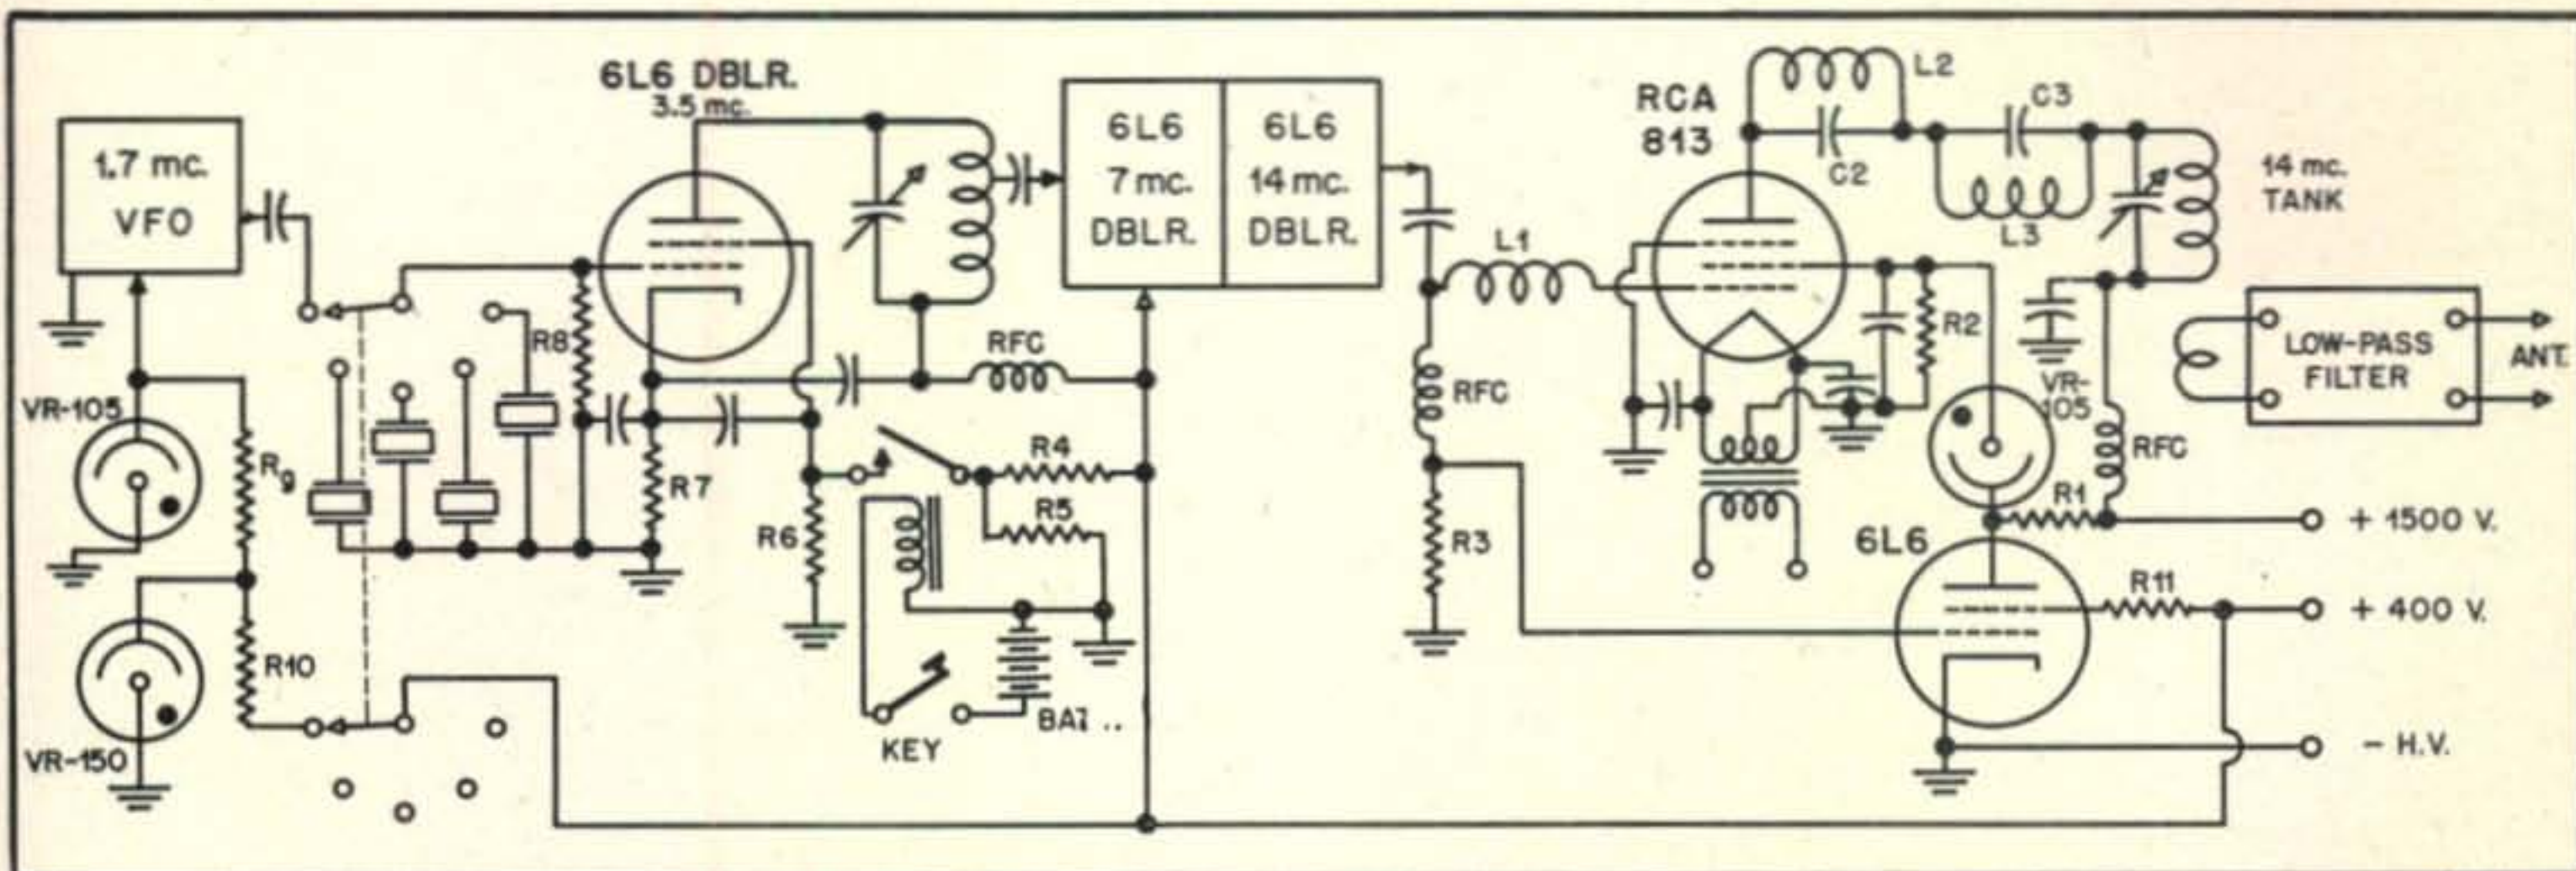 6L6 DBLR.
3.5 mc.
1.7 mc.
VFO
6L6
7 mc.
DBLR.
6L6
14 mc.
DBLR.
RCA
813
L2
C2
C3
L3
14 mc.
TANK
L1
R8
RFC
RFC
R2
VR-
105
LOW-PASS
FILTER
ANT.
VR-105
R9
R7
R4
R5
R6
R3
RFC
R1
+ 1500 V.
6L6
R11
+ 400 V.
VR-150
R10
KEY
- H.V.